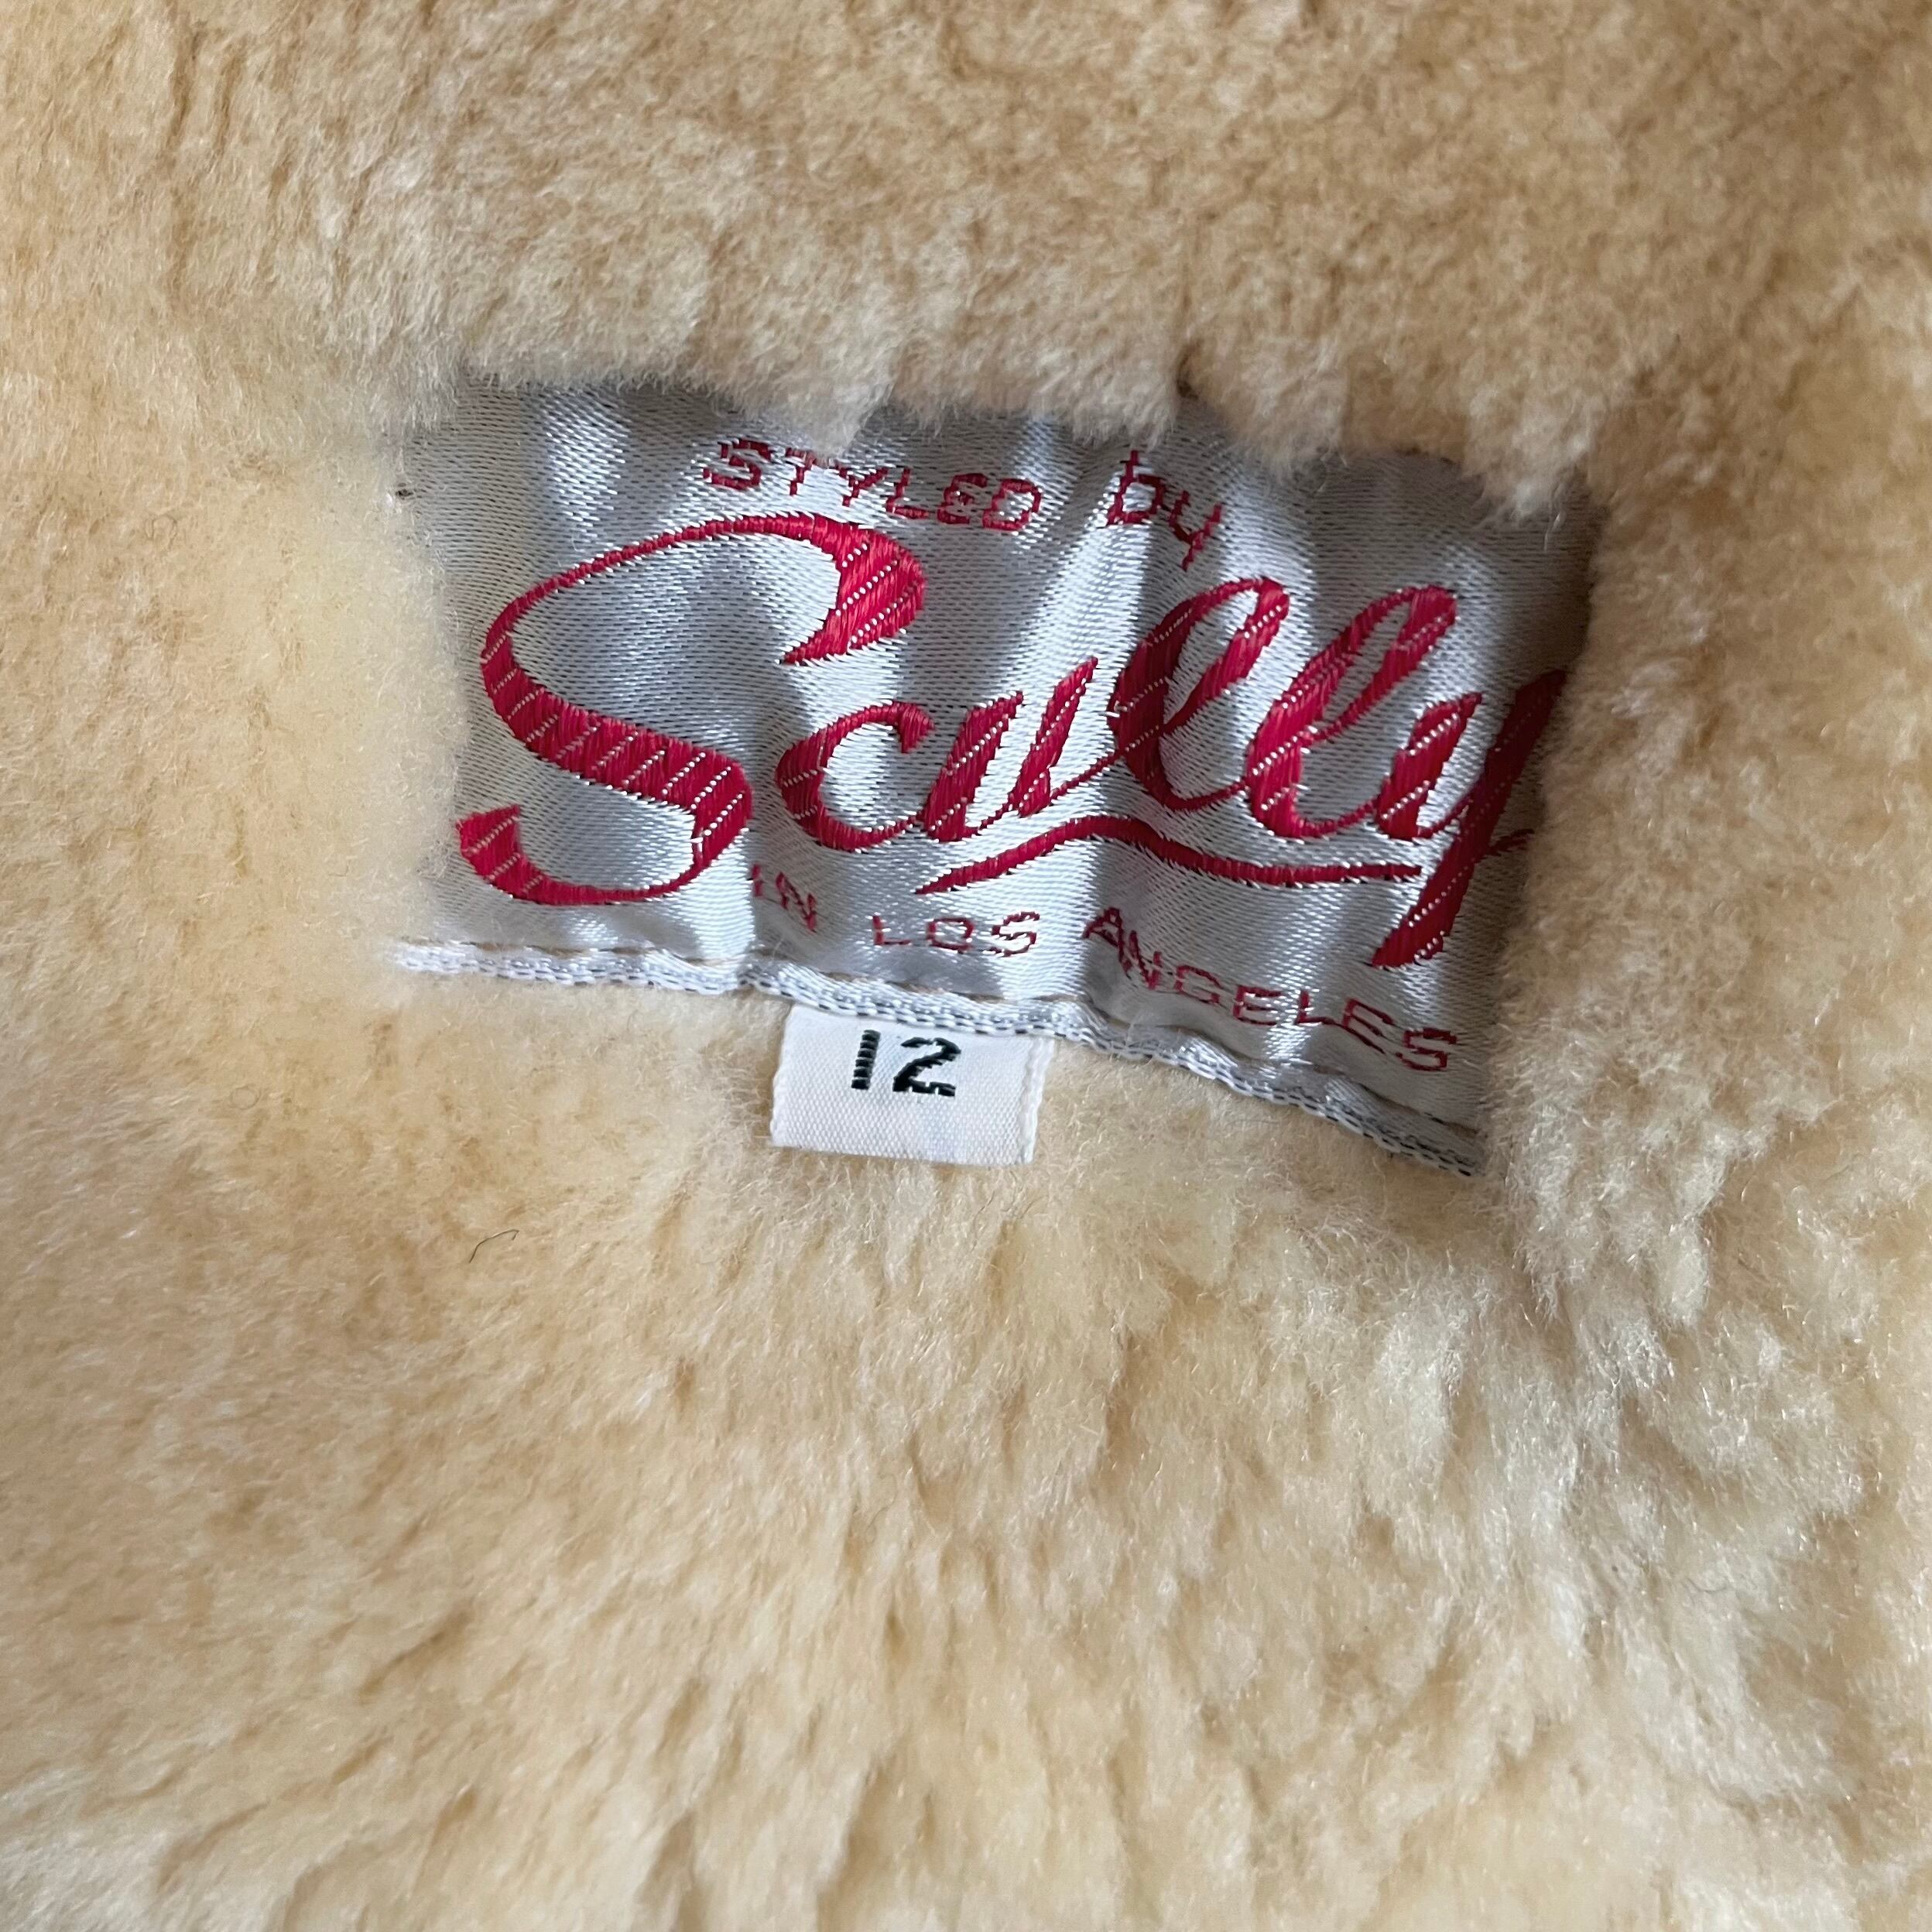 STYLED by
Scully
IN LOS ANGELES
12